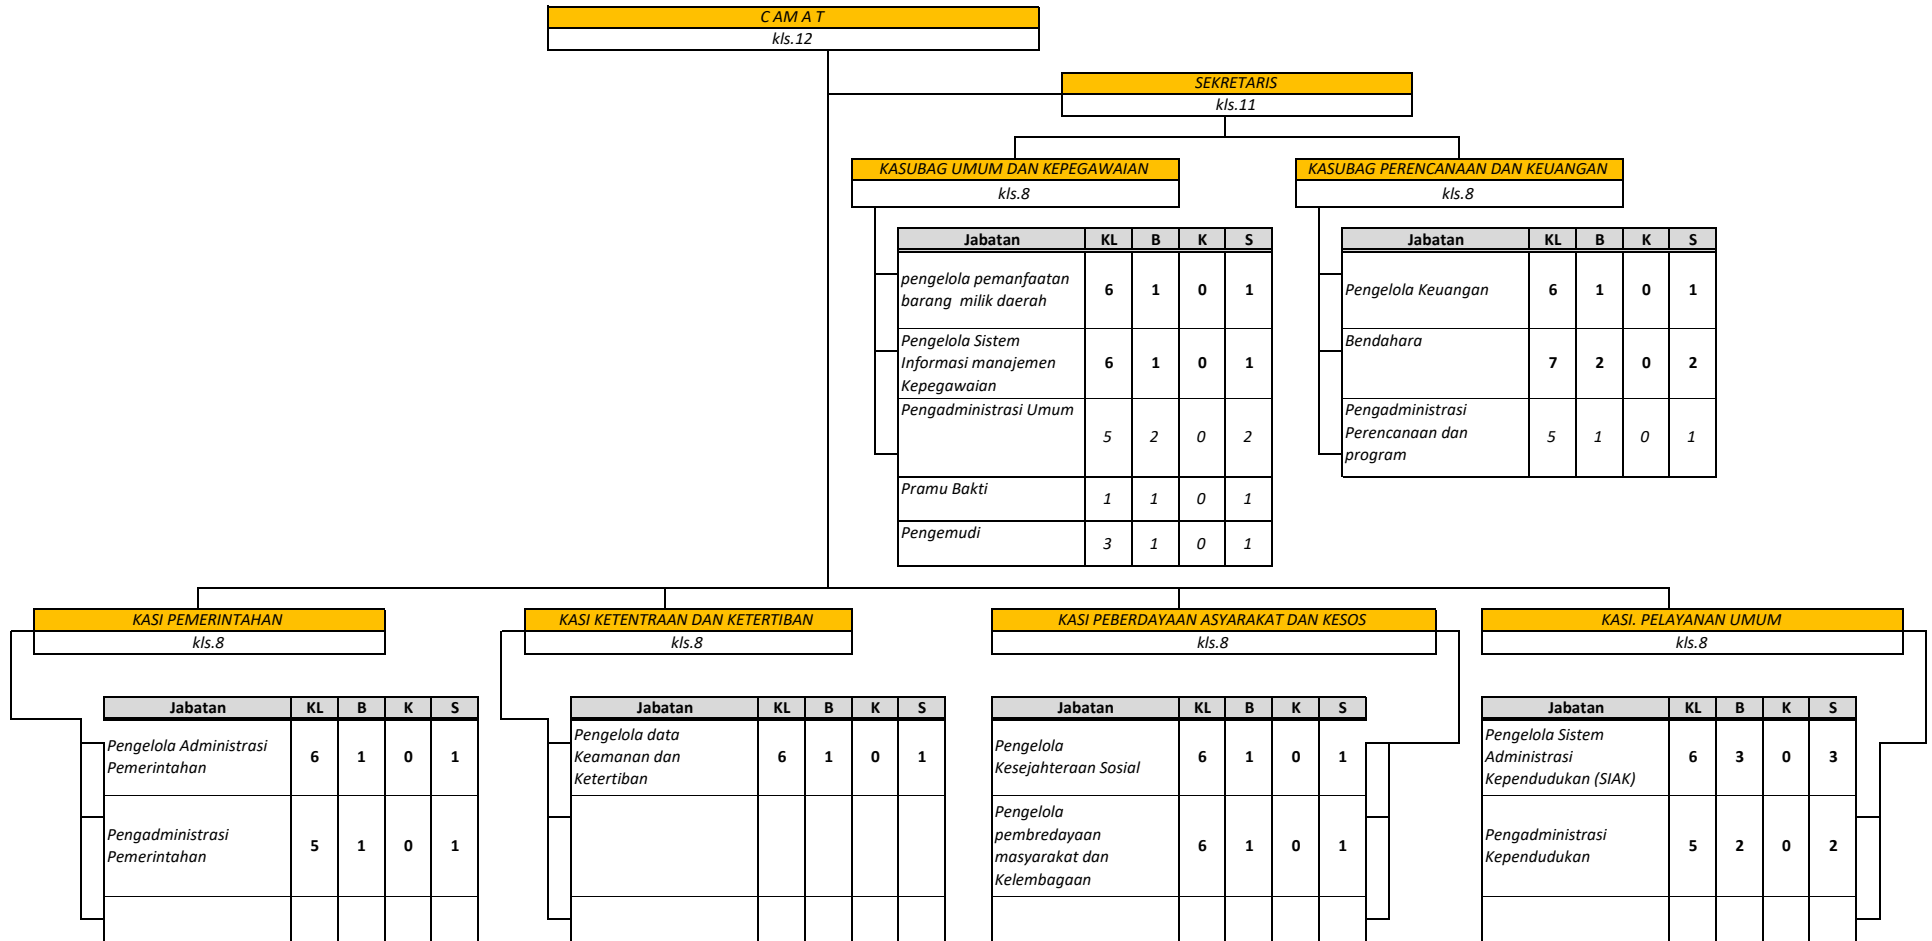 C AM A T
kls.12
SEKRETARIS
kls.11
KASUBAG UMUM DAN KEPEGAWAIAN
kls.8
KASUBAG PERENCANAAN DAN KEUANGAN
kls.8
Jabatan KL B K S
pengelola pemanfaatan
barang milik daerah
6 1 0 1
Pengelola Sistem
Informasi manajemen
Kepegawaian
6 1 0 1
Pengadministrasi Umum
5 2 0 2
Pramu Bakti
1 1 0 1
Pengemudi
3 1 0 1
Jabatan KL B K S
Pengelola Keuangan 6 1 0 1
Bendahara
7 2 0 2
Pengadministrasi
Perencanaan dan
program
5 1 0 1
KASI PEMERINTAHAN
kls.8
Jabatan KL B K S
Pengelola Administrasi
Pemerintahan
6 1 0 1
Pengadministrasi
Pemerintahan
5 1 0 1
KASI KETENTRAAN DAN KETERTIBAN
kls.8
Jabatan KL B K S
Pengelola data
Keamanan dan
Ketertiban
6 1 0 1
KASI PEBERDAYAAN ASYARAKAT DAN KESOS
kls.8
Jabatan KL B K S
Pengelola
Kesejahteraan Sosial
6 1 0 1
Pengelola
pembredayaan
masyarakat dan
Kelembagaan
6 1 0 1
KASI. PELAYANAN UMUM
kls.8
Jabatan KL B K S
Pengelola Sistem
Administrasi
Kependudukan (SIAK)
6 3 0 3
Pengadministrasi
Kependudukan
5 2 0 2